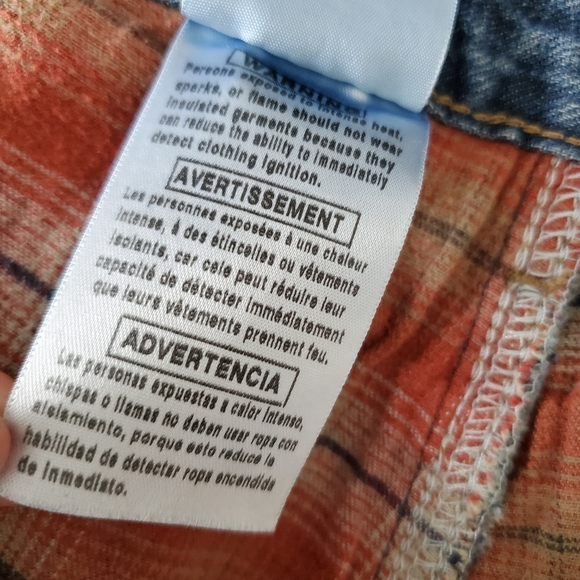 WARNING!
Persons exposed to intense heat,
sparks, or flame should not wear
insulated garments because they
can reduce the ability to immediately
detect clothing ignition.
AVERTISSEMENT
Les personnes exposées à une chaleur
intense, à des étincelles ou vêtements
isolants, car cele peut réduire leur
capacité de détecter immédiatement
que leurs vêtements prennent feu.
ADVERTENCIA
Las personas expuestas a calor intenso,
chispas o llamas no deben usar ropa con
aislamiento, porque esto reduce la
habilidad de detectar ropa encendida
de inmediato.